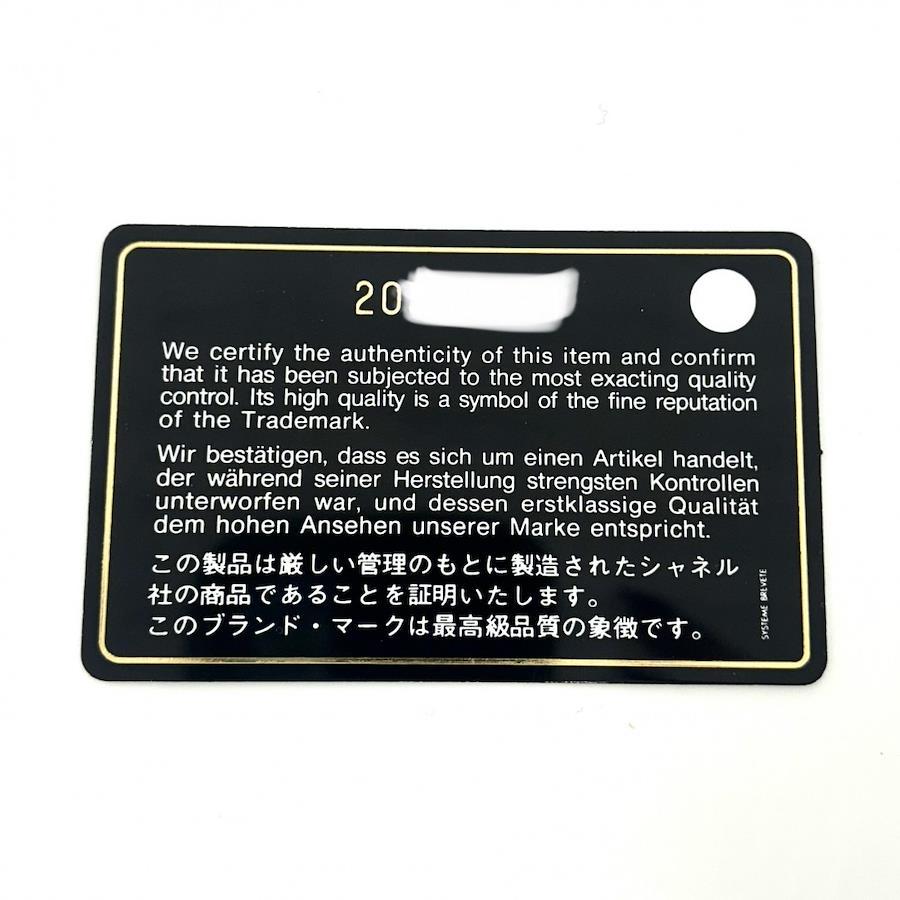 20
We certify the authenticity of this item and confirm
that it has been subjected to the most exacting quality
control. Its high quality is a symbol of the fine reputation
of the Trademark.
Wir bestätigen, dass es sich um einen Artikel handelt,
der während seiner Herstellung strengsten Kontrollen
unterworfen war, und dessen erstklassige Qualität
dem hohen Ansehen unserer Marke entspricht.
この製品は厳しい管理のもとに製造されたシャネル
社の商品であることを証明いたします。
このブランド・マークは最高級品質の象徴です。
SYSTEME BREVETE